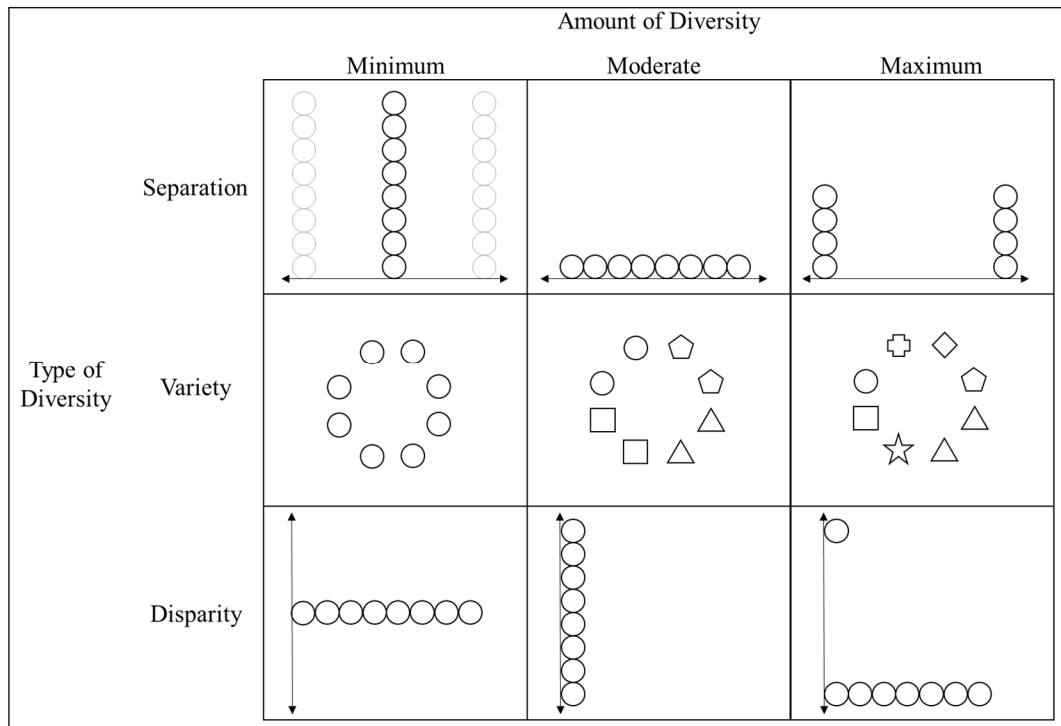 Amount of Diversity
Minimum Moderate Maximum
Separation
Type of
Diversity
Variety
Disparity